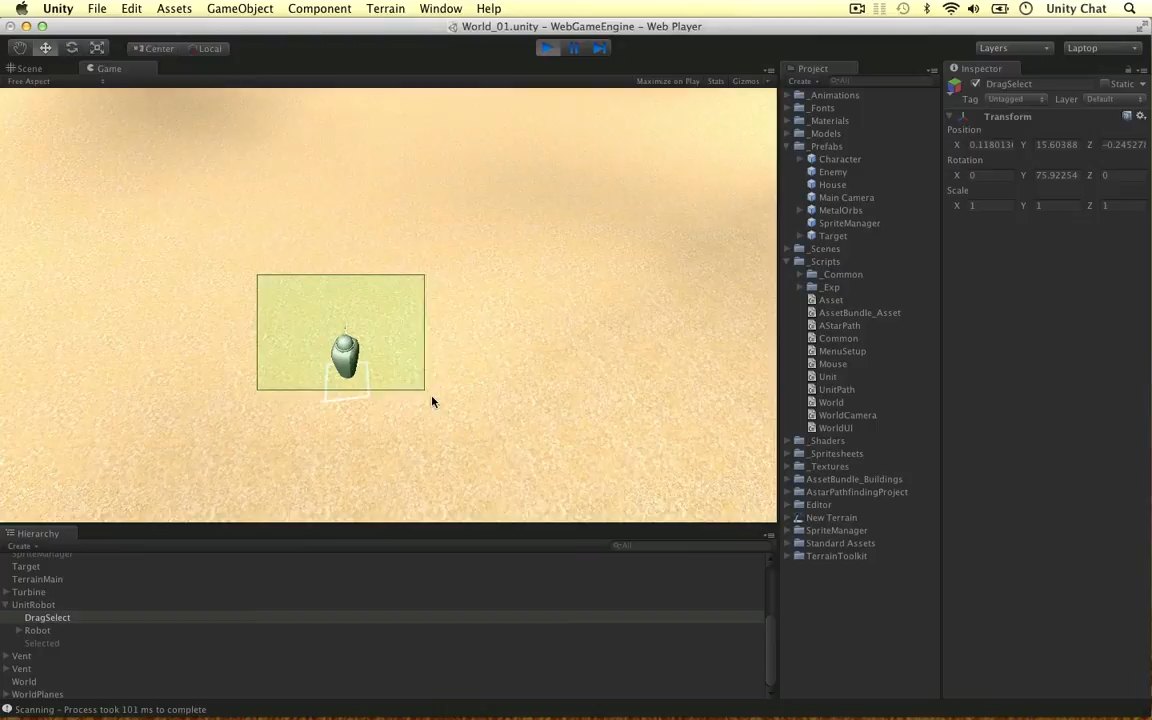 Unity File Edit Assets GameObject Component Terrain Window Help Unity Chat
World_01.unity – WebGameEngine – Web Player
Center Local Layers Laptop
Scene Game
Free Aspect Maximize on Play Stats Gizmos
Project
Create All
_Animations
_Fonts
_Materials
_Models
_Prefabs
Character
Enemy
House
Main Camera
MetalOrbs
SpriteManager
Target
_Scenes
_Scripts
_Common
_Exp
Asset
AssetBundle_Asset
AStarPath
Common
MenuSetup
Mouse
Unit
UnitPath
World
WorldCamera
WorldUI
_Shaders
_Spritesheets
_Textures
AssetBundle_Buildings
AstarPathfindingProject
Editor
New Terrain
SpriteManager
Standard Assets
TerrainToolkit
Inspector
DragSelect Static
Tag Untagged Layer Default
Transform
Position
X 0.118013 Y 15.60388 Z -0.24527
Rotation
X 0 Y 75.92254 Z 0
Scale
X 1 Y 1 Z 1
Hierarchy
Create All
SpriteManager
Target
TerrainMain
Turbine
UnitRobot
DragSelect
Robot
Selected
Vent
Vent
World
WorldPlanes
Scanning – Process took 101 ms to complete